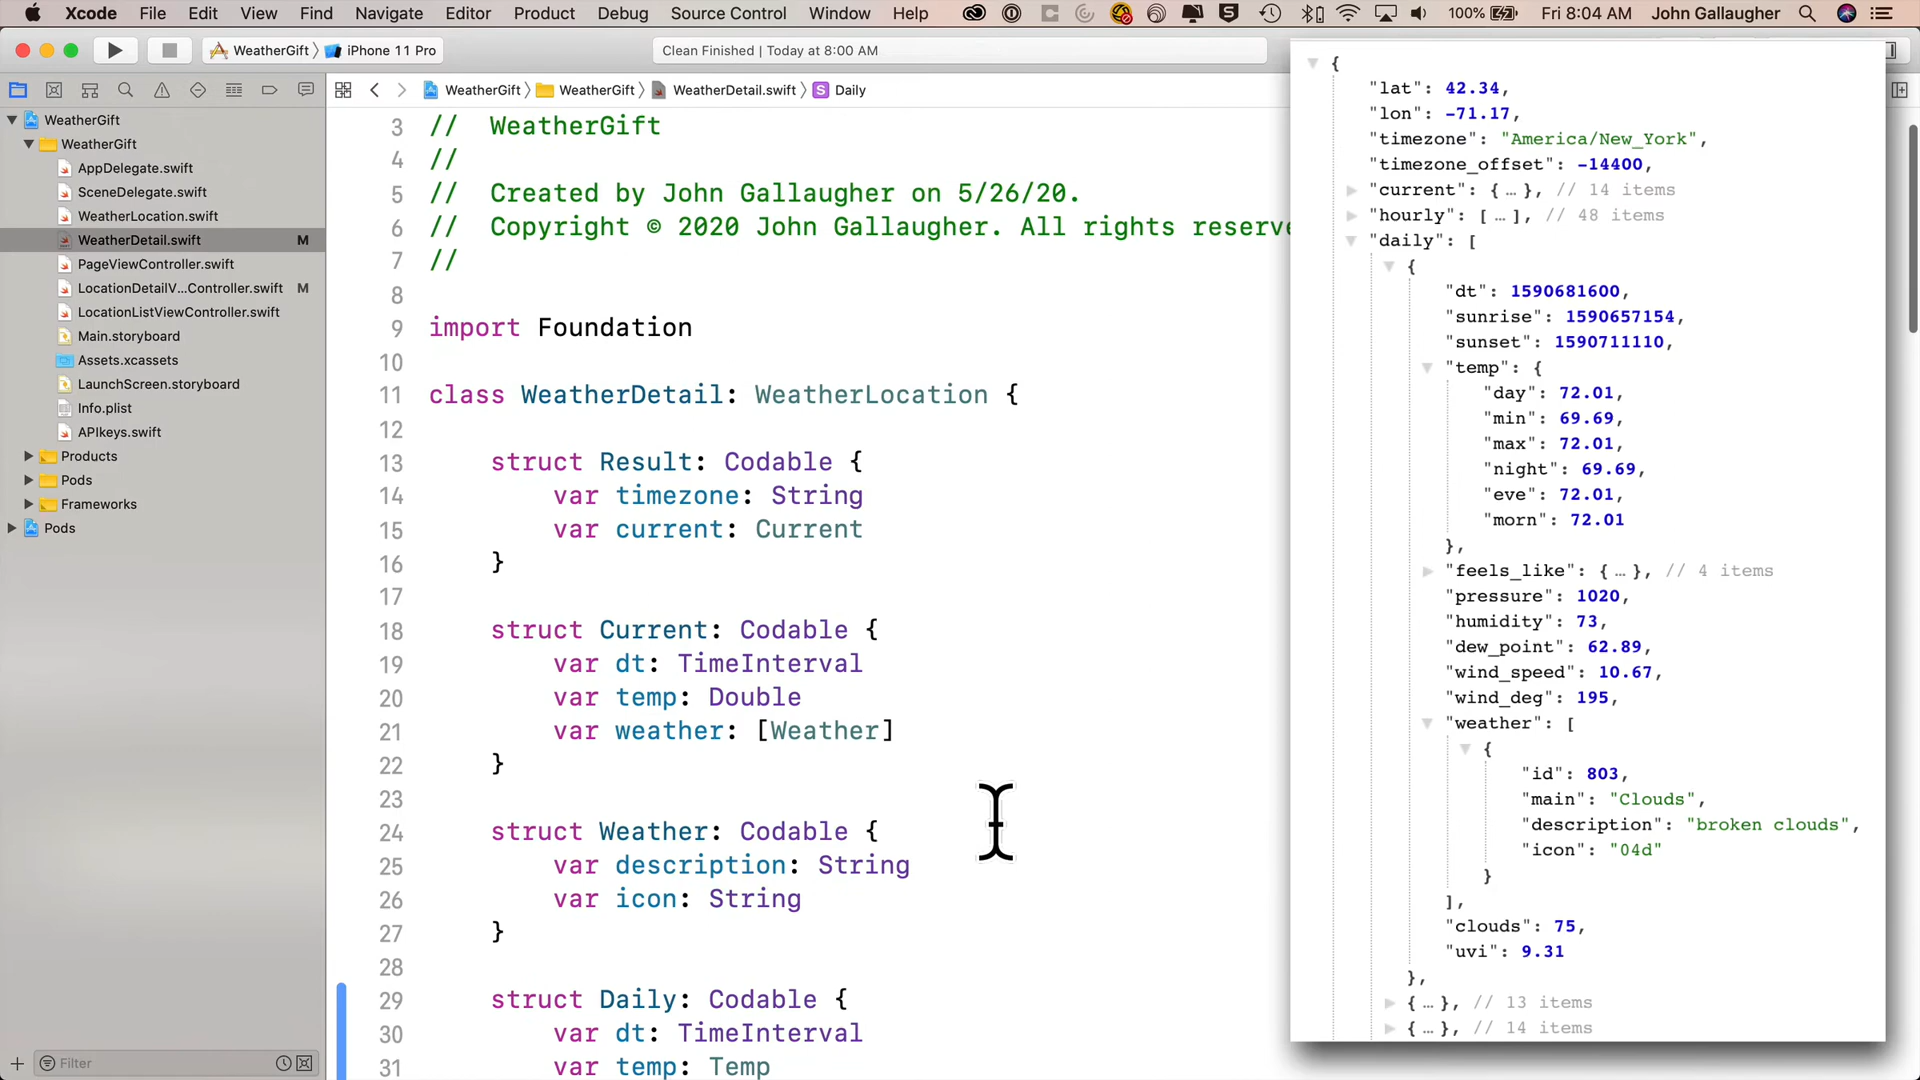 Xcode File Edit View Find Navigate Editor Product Debug Source Control Window Help 100% Fri 8:04 AM John Gallaugher
WeatherGift iPhone 11 Pro
Clean Finished | Today at 8:00 AM
WeatherGift WeatherGift WeatherDetail.swift S Daily
WeatherGift
WeatherGift
AppDelegate.swift
SceneDelegate.swift
WeatherLocation.swift
WeatherDetail.swift M
PageViewController.swift
LocationDetailV...Controller.swift M
LocationListViewController.swift
Main.storyboard
Assets.xcassets
LaunchScreen.storyboard
Info.plist
APIkeys.swift
Products
Pods
Frameworks
Pods
Filter
3 // WeatherGift
4 //
5 // Created by John Gallaugher on 5/26/20.
6 // Copyright © 2020 John Gallaugher. All rights reserve
7 //
8
9 import Foundation
10
11 class WeatherDetail: WeatherLocation {
12
13 struct Result: Codable {
14 var timezone: String
15 var current: Current
16 }
17
18 struct Current: Codable {
19 var dt: TimeInterval
20 var temp: Double
21 var weather: [Weather]
22 }
23
24 struct Weather: Codable {
25 var description: String
26 var icon: String
27 }
28
29 struct Daily: Codable {
30 var dt: TimeInterval
31 var temp: Temp
{
"lat": 42.34,
"lon": -71.17,
"timezone": "America/New_York",
"timezone_offset": -14400,
"current": { … }, // 14 items
"hourly": [ … ], // 48 items
"daily": [
{
"dt": 1590681600,
"sunrise": 1590657154,
"sunset": 1590711110,
"temp": {
"day": 72.01,
"min": 69.69,
"max": 72.01,
"night": 69.69,
"eve": 72.01,
"morn": 72.01
},
"feels_like": { … }, // 4 items
"pressure": 1020,
"humidity": 73,
"dew_point": 62.89,
"wind_speed": 10.67,
"wind_deg": 195,
"weather": [
{
"id": 803,
"main": "Clouds",
"description": "broken clouds",
"icon": "04d"
}
],
"clouds": 75,
"uvi": 9.31
},
{ … }, // 13 items
{ … }, // 14 items